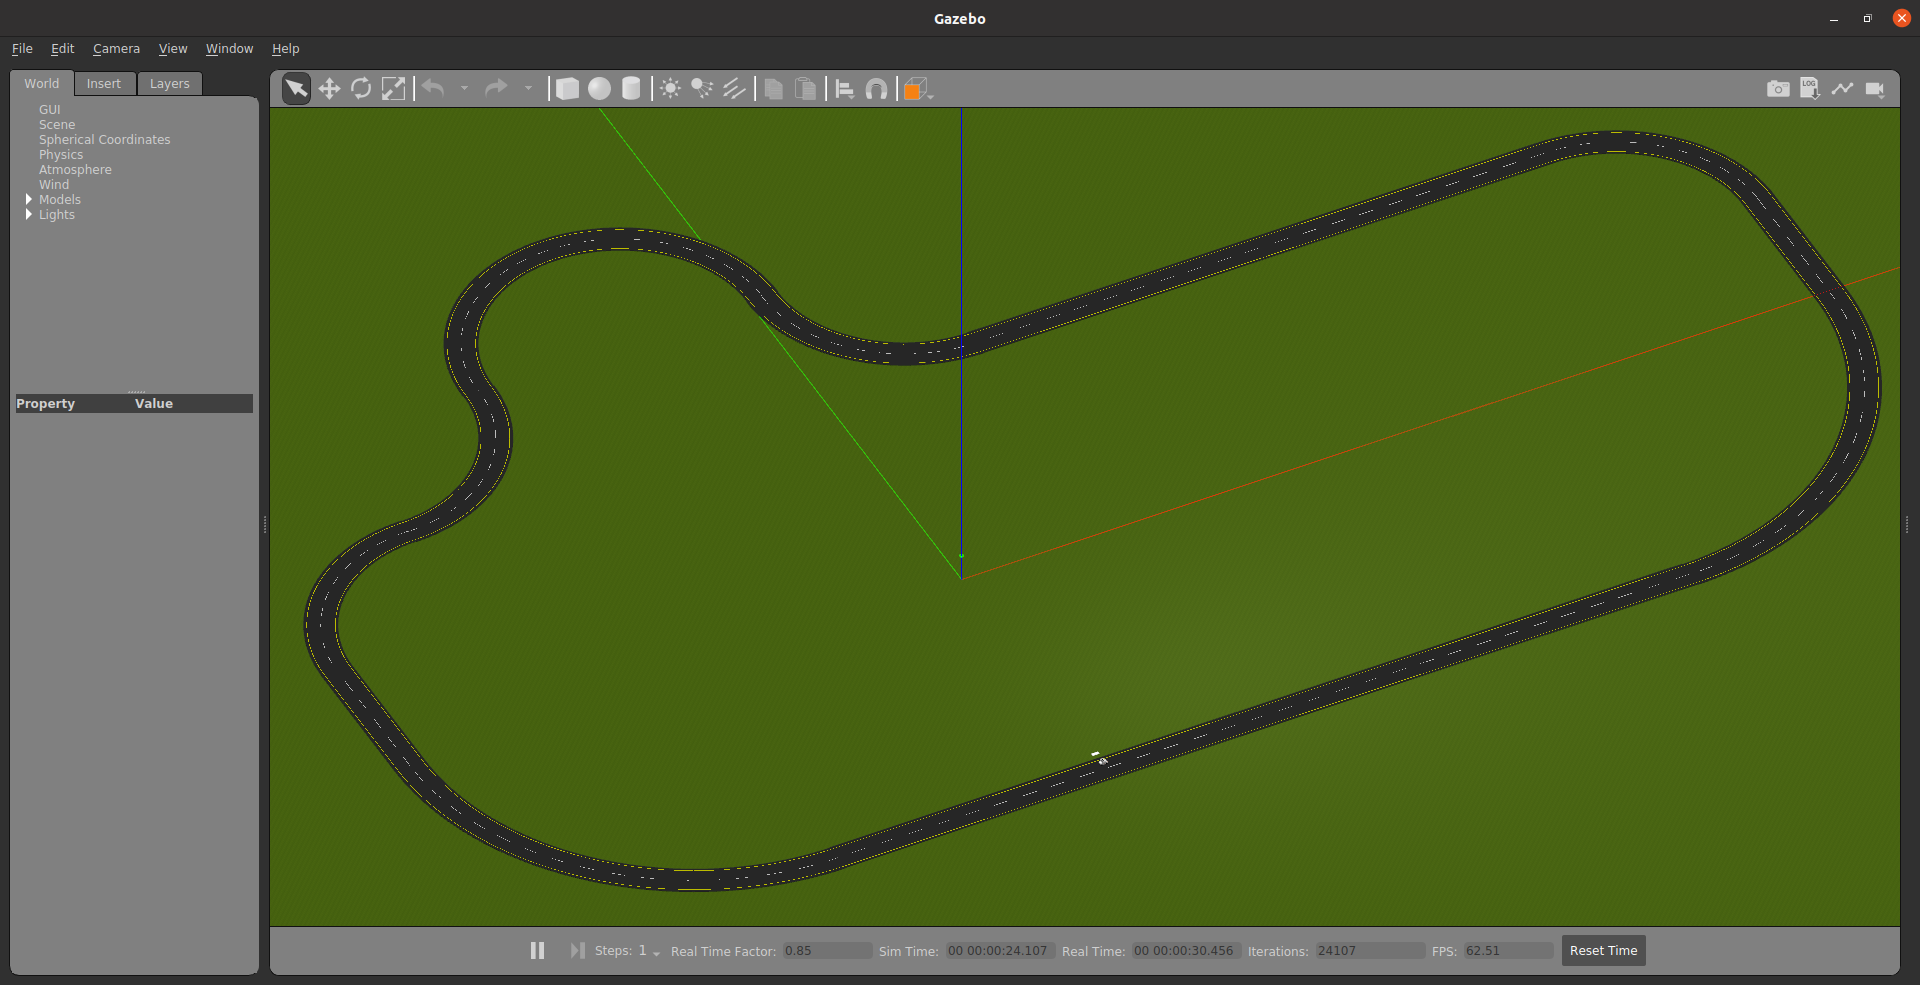 Gazebo
File Edit Camera View Window Help
World Insert Layers
LOG
GUI
Scene
Spherical Coordinates
Physics
Atmosphere
Wind
Models
Lights
Property Value
Steps: 1 Real Time Factor: 0.85 Sim Time: 00 00:00:24.107 Real Time: 00 00:00:30.456 Iterations: 24107 FPS: 62.51 Reset Time